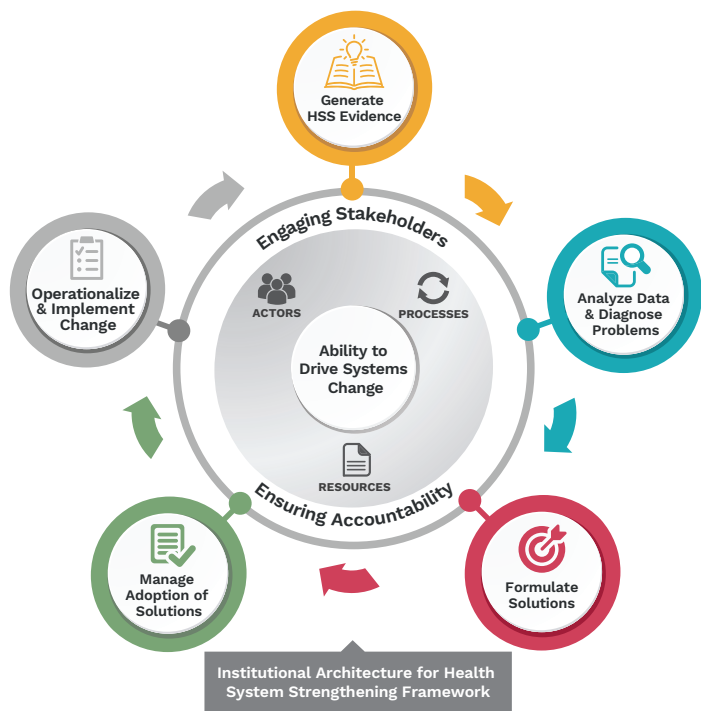 Generate
HSS Evidence
Engaging Stakeholders
Operationalize
& Implement
Change
ACTORS
PROCESSES
Analyze Data
& Diagnose
Problems
Ability to
Drive Systems
Change
RESOURCES
Ensuring Accountability
Manage
Adoption of
Solutions
Formulate
Solutions
Institutional Architecture for Health
System Strengthening Framework